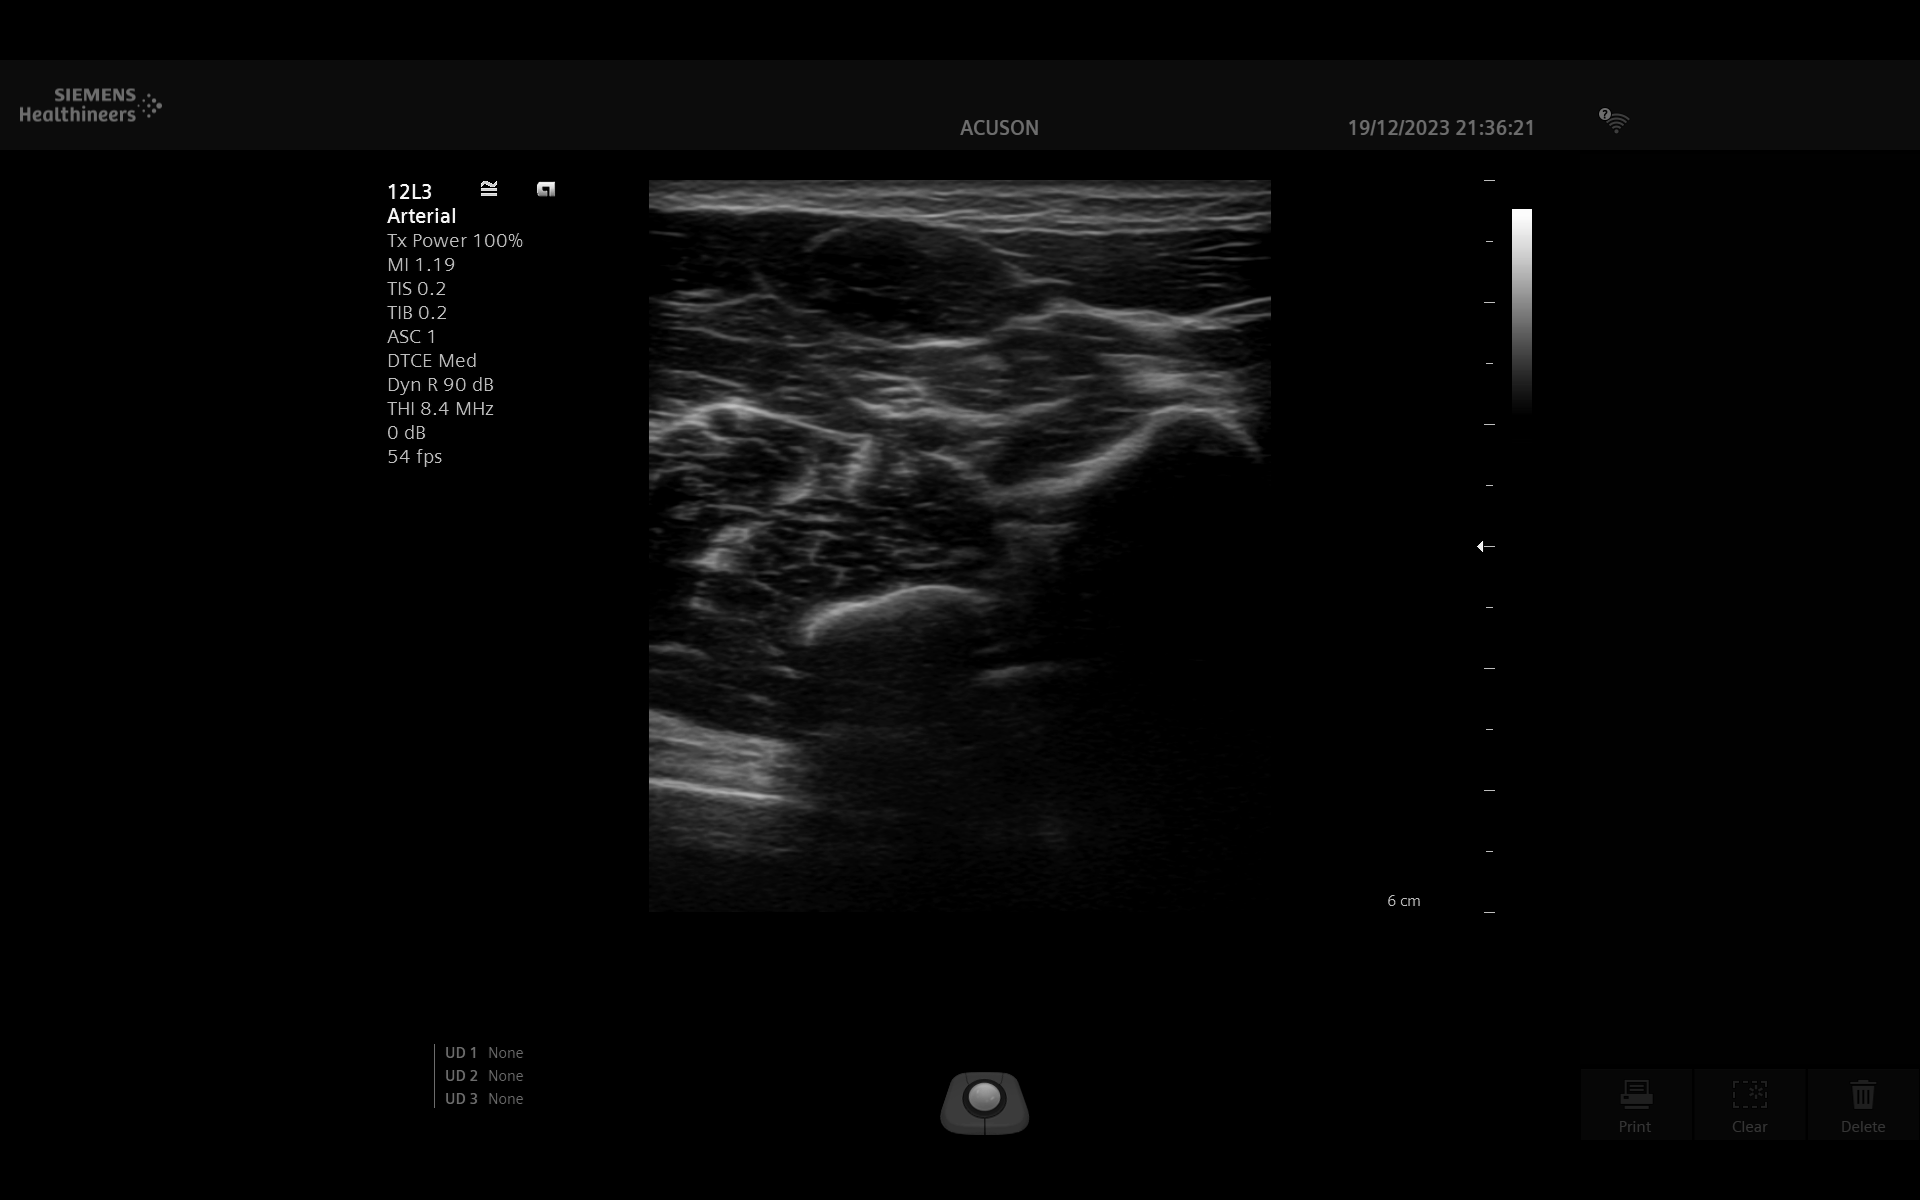 SIEMENS
Healthineers
ACUSON
19/12/2023 21:36:21
?
12L3
Arterial
Tx Power 100%
MI 1.19
TIS 0.2
TIB 0.2
ASC 1
DTCE Med
Dyn R 90 dB
THI 8.4 MHz
0 dB
54 fps
6 cm
UD 1 None
UD 2 None
UD 3 None
Print
Clear
Delete